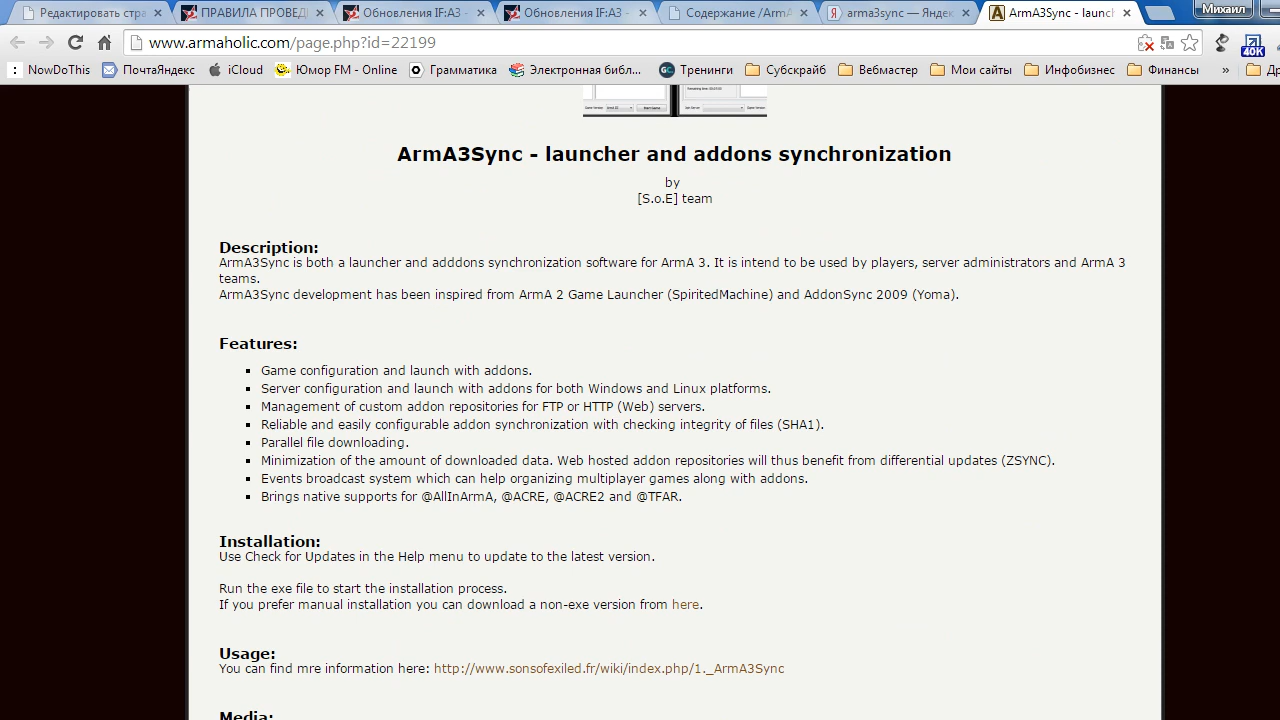 Редактировать стра
ПРАВИЛА ПРОВЕД
Обновления IF:A3 -
Обновления IF:A3 -
Содержание /ArmA
arma3sync — Яндек
ArmA3Sync - launch
Михаил
www.armaholic.com/page.php?id=22199
40K
NowDoThis
ПочтаЯндекс
iCloud
Юмор FM - Online
Грамматика
Электронная библ...
GC Тренинги
Субскрайб
Вебмастер
Мои сайты
Инфобизнес
Финансы
»
ArmA3Sync - launcher and addons synchronization
by
[S.o.E] team
Description:
ArmA3Sync is both a launcher and adddons synchronization software for ArmA 3. It is intend to be used by players, server administrators and ArmA 3
teams.
ArmA3Sync development has been inspired from ArmA 2 Game Launcher (SpiritedMachine) and AddonSync 2009 (Yoma).
Features:
Game configuration and launch with addons.
Server configuration and launch with addons for both Windows and Linux platforms.
Management of custom addon repositories for FTP or HTTP (Web) servers.
Reliable and easily configurable addon synchronization with checking integrity of files (SHA1).
Parallel file downloading.
Minimization of the amount of downloaded data. Web hosted addon repositories will thus benefit from differential updates (ZSYNC).
Events broadcast system which can help organizing multiplayer games along with addons.
Brings native supports for @AllInArmA, @ACRE, @ACRE2 and @TFAR.
Installation:
Use Check for Updates in the Help menu to update to the latest version.
Run the exe file to start the installation process.
If you prefer manual installation you can download a non-exe version from here.
Usage:
You can find mre information here: http://www.sonsofexiled.fr/wiki/index.php/1._ArmA3Sync
Media: